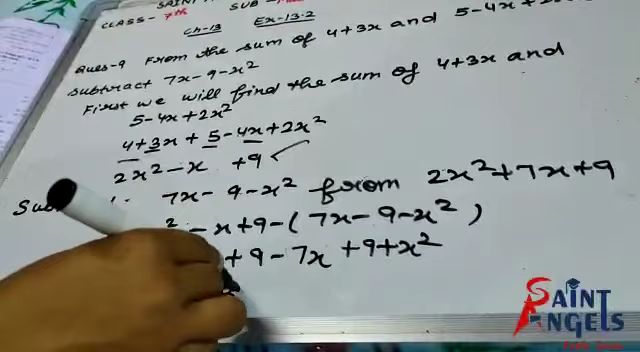 CLASS- 7th
SUB -
Ch-13 Ex-13.2
Ques-9 From the sum of 4+3x and 5-4x+
subtract 7x-9-x²
First we will find the sum of 4+3x and
5-4x+2x²
4+3x+5-4x+2x²
2x²-x +9
7x-9-x² from 2x²+7x+9
²-x+9-(7x-9-x²)
+9-7x+9+x²
SAINT
ANGELS